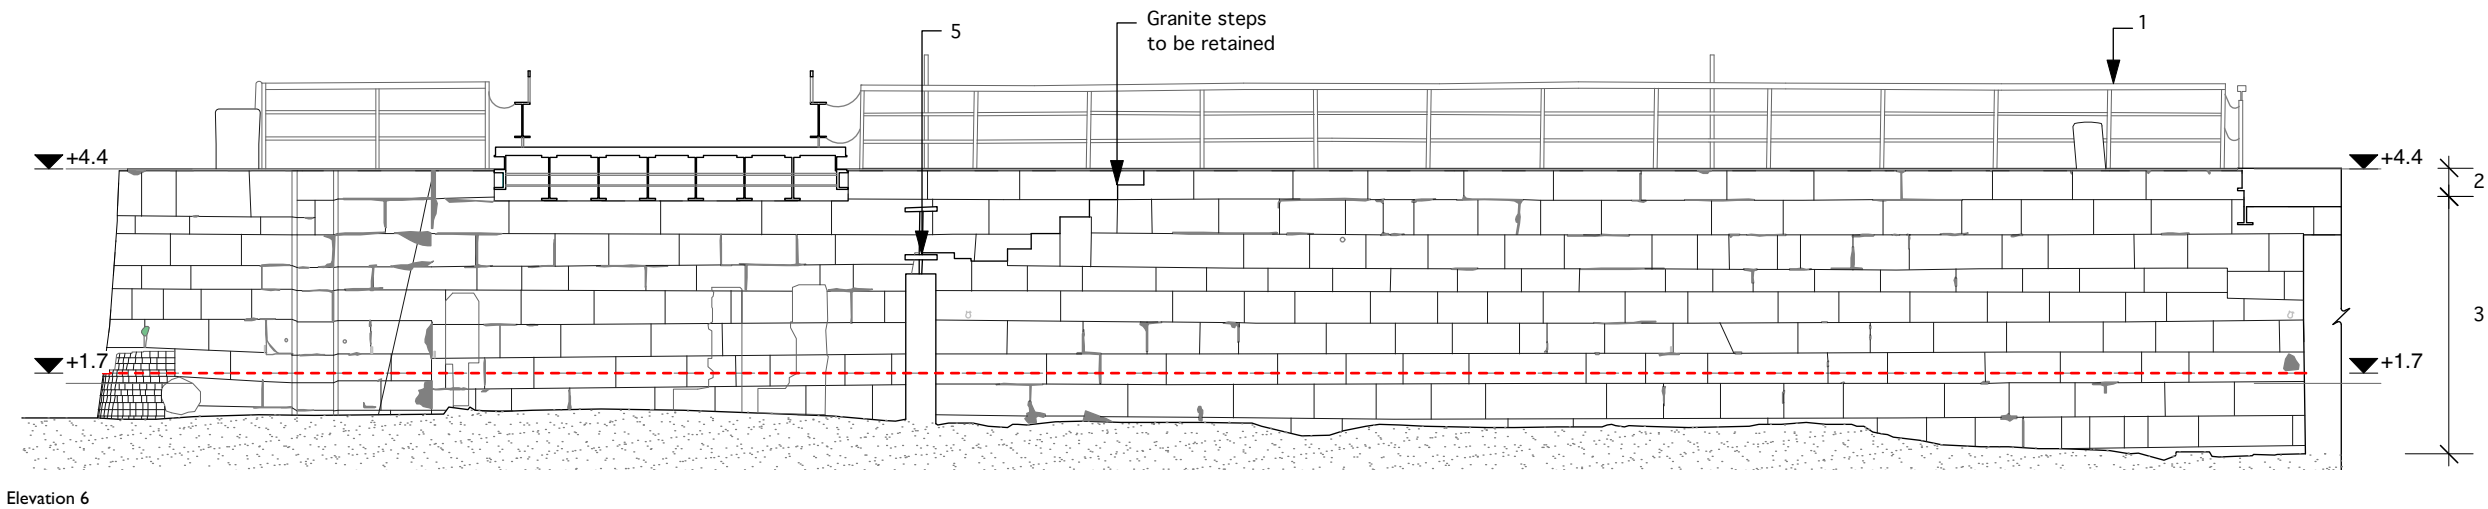 Granite steps
to be retained
1
5
+4.4
+4.4
2
3
+1.7
+1.7
Elevation 6